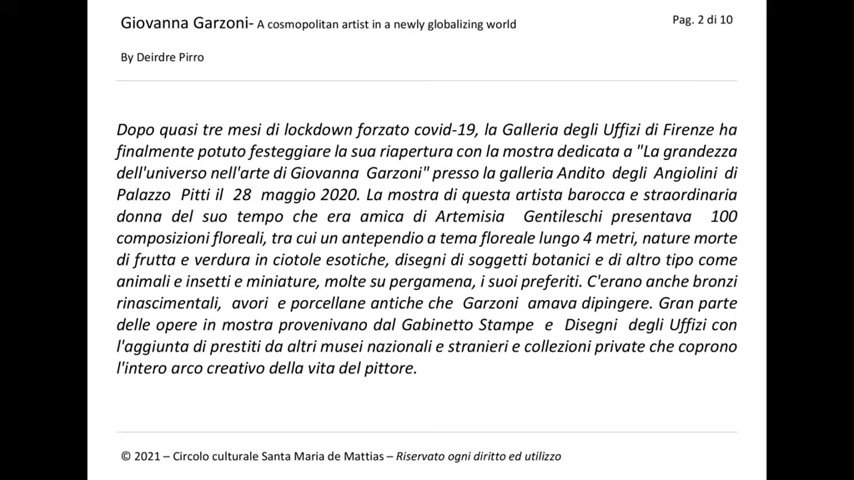 Giovanna Garzoni- A cosmopolitan artist in a newly globalizing world
Pag. 2 di 10
By Deirdre Pirro
Dopo quasi tre mesi di lockdown forzato covid-19, la Galleria degli Uffizi di Firenze ha
finalmente potuto festeggiare la sua riapertura con la mostra dedicata a "La grandezza
dell'universo nell'arte di Giovanna Garzoni" presso la galleria Andito degli Angiolini di
Palazzo Pitti il 28 maggio 2020. La mostra di questa artista barocca e straordinaria
donna del suo tempo che era amica di Artemisia Gentileschi presentava 100
composizioni floreali, tra cui un antependio a tema floreale lungo 4 metri, nature morte
di frutta e verdura in ciotole esotiche, disegni di soggetti botanici e di altro tipo come
animali e insetti e miniature, molte su pergamena, i suoi preferiti. C'erano anche bronzi
rinascimentali, avori e porcellane antiche che Garzoni amava dipingere. Gran parte
delle opere in mostra provenivano dal Gabinetto Stampe e Disegni degli Uffizi con
l'aggiunta di prestiti da altri musei nazionali e stranieri e collezioni private che coprono
l'intero arco creativo della vita del pittore.
© 2021 – Circolo culturale Santa Maria de Mattias – Riservato ogni diritto ed utilizzo